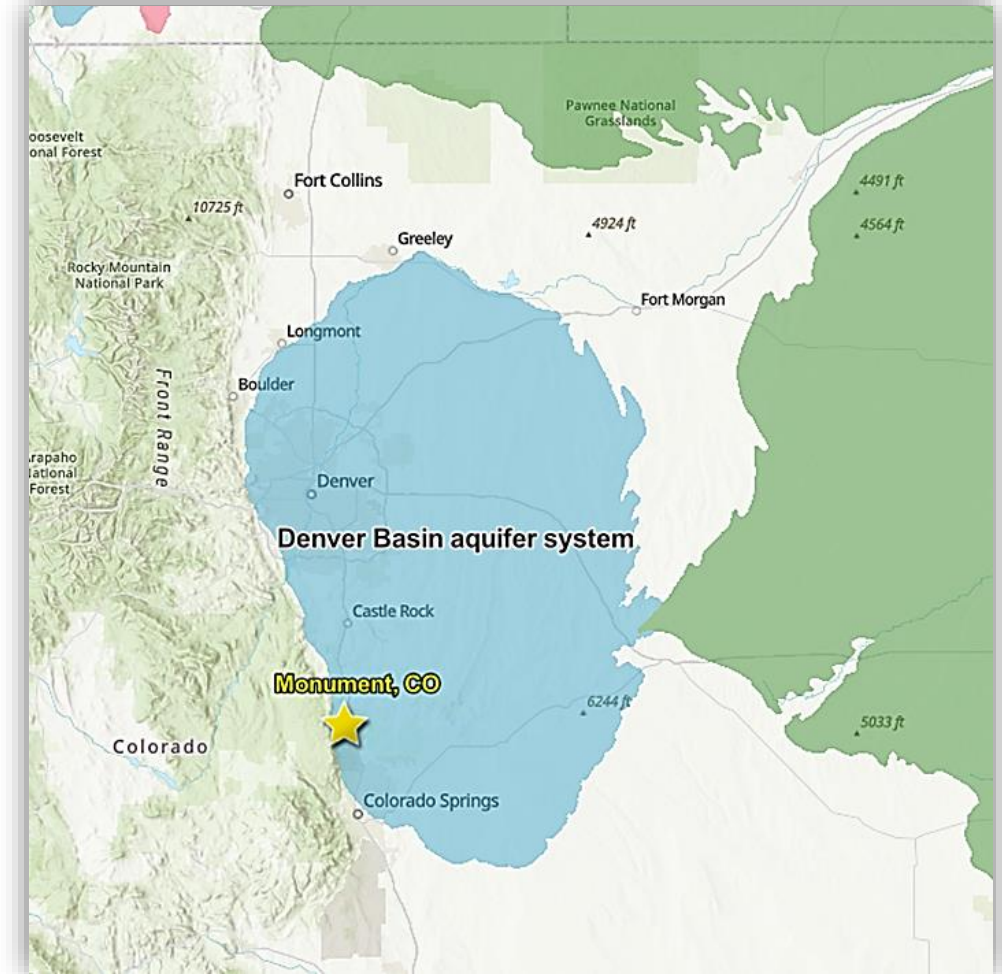 Pawnee National
Grasslands
oosevelt
onal Forest
Fort Collins
4491 ft
10725 ft
4924 ft
4564 ft
Greeley
Rocky Mountain
National Park
Fort Morgan
Longmont
Front Range
Boulder
rapaho
National
Forest
Denver
Denver Basin aquifer system
Castle Rock
Monument, CO
6244 ft
5033 ft
Colorado
Colorado Springs